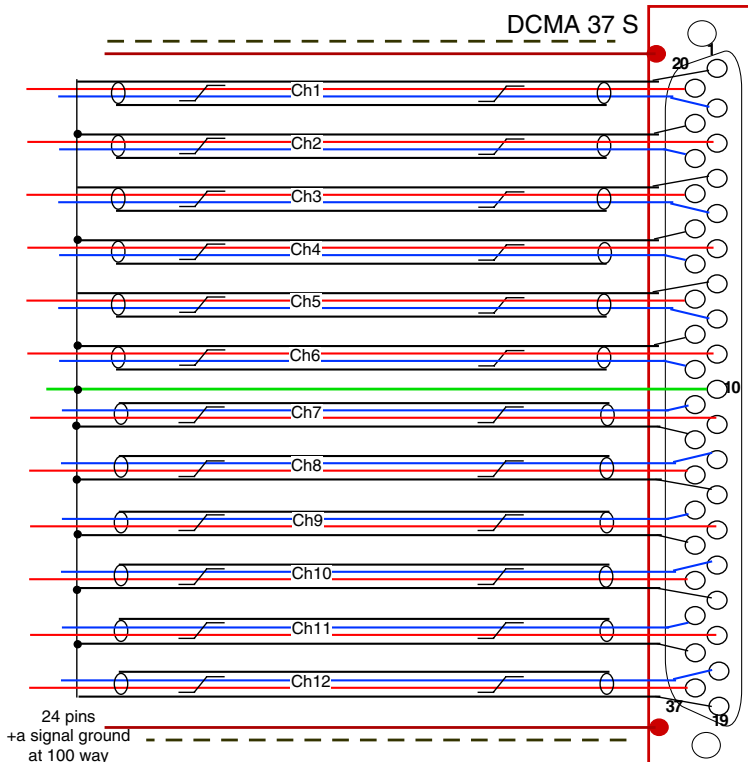 DCMA 37 S
1
20
Ch1
Ch2
Ch3
Ch4
Ch5
Ch6
10
Ch7
Ch8
Ch9
Ch10
Ch11
Ch12
37
19
24 pins
+a signal ground
at 100 way